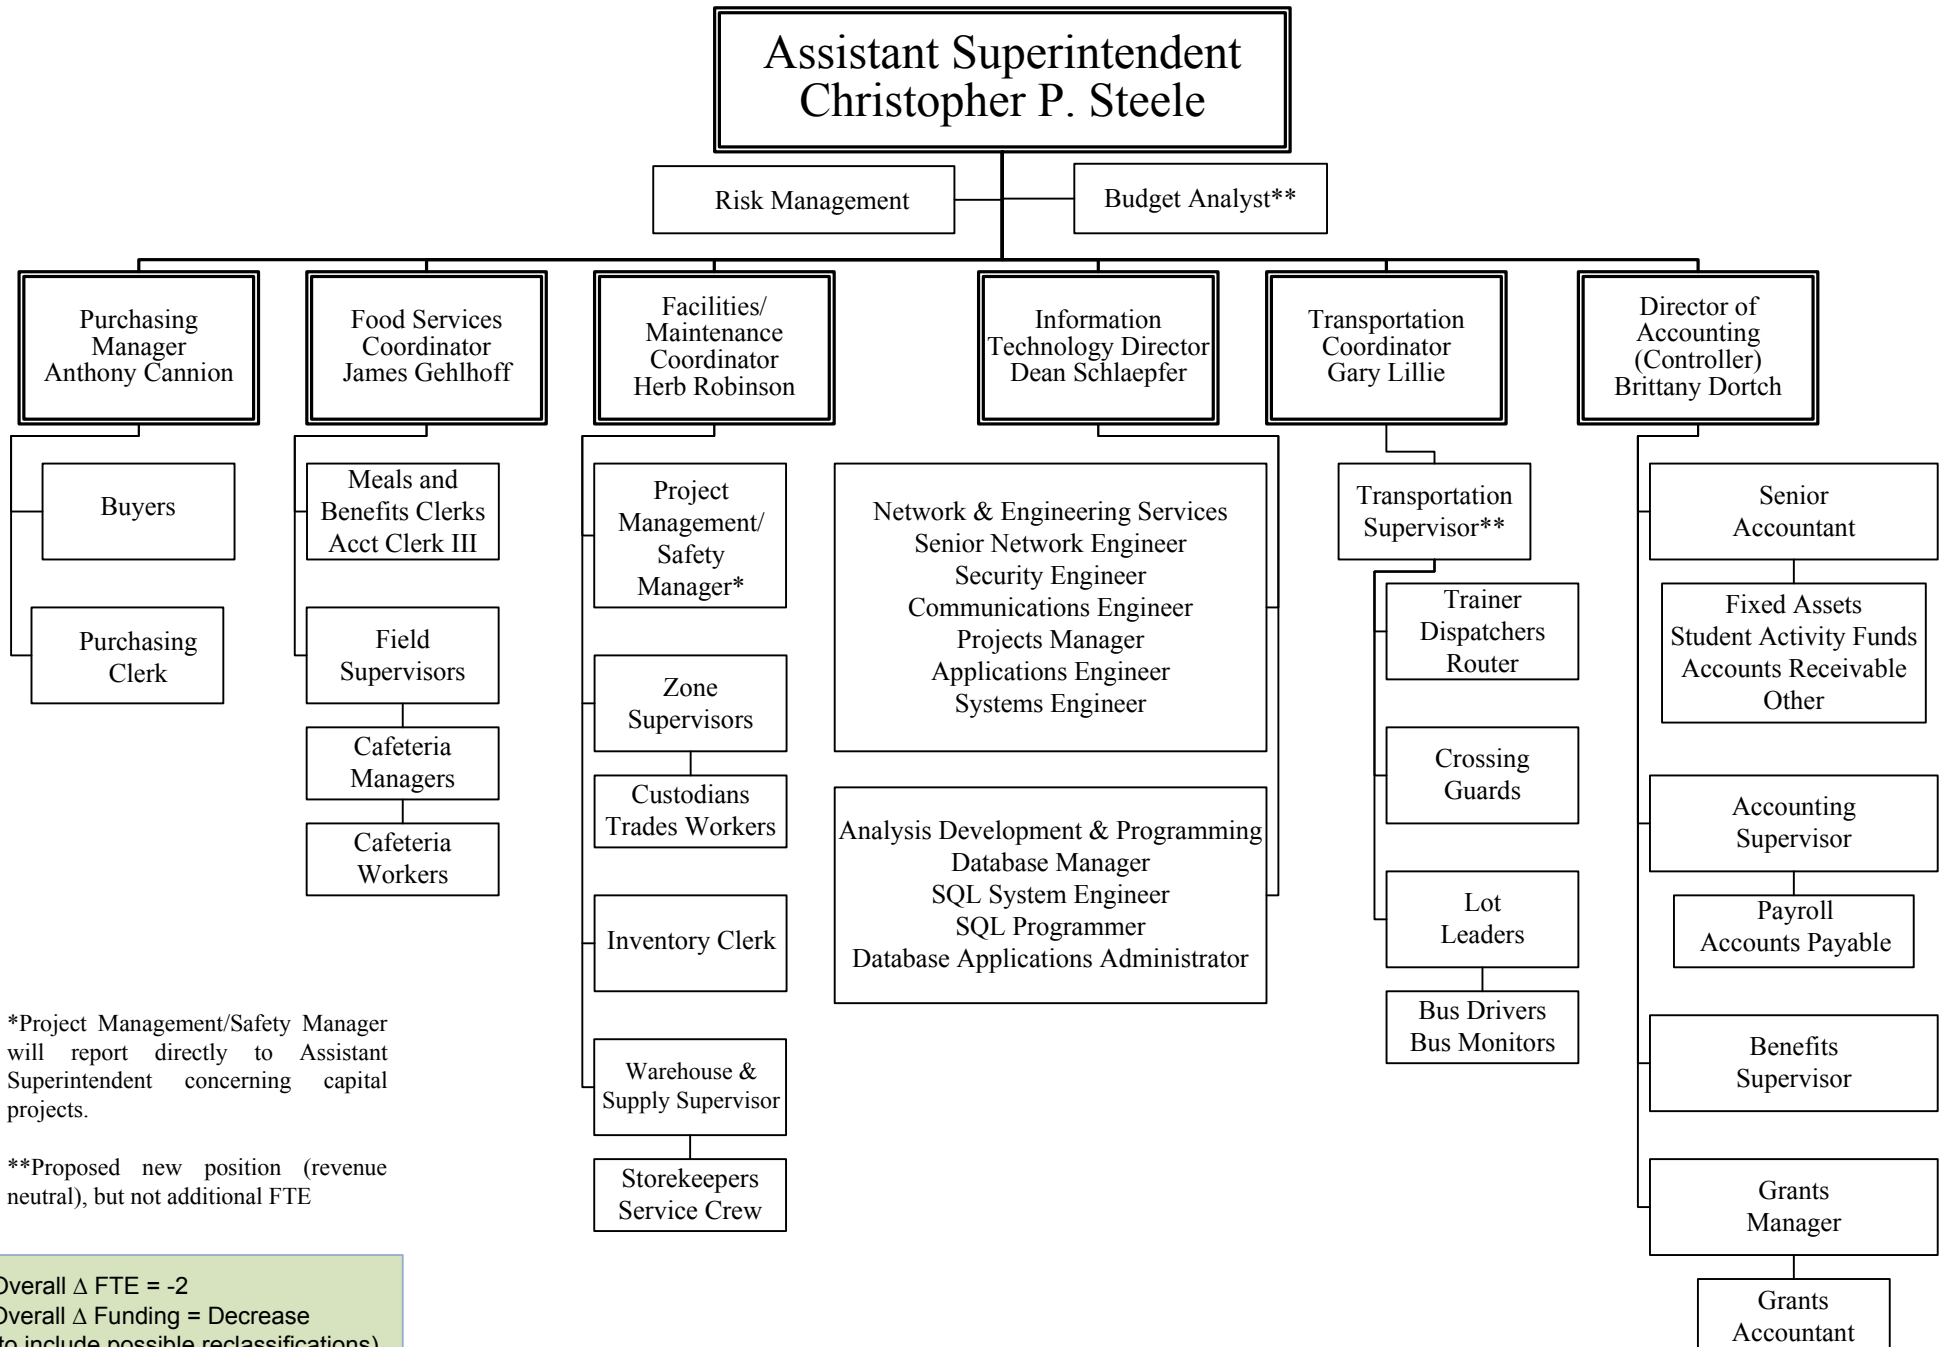 Assistant Superintendent
Christopher P. Steele
Risk Management
Budget Analyst**
Purchasing
Manager
Anthony Cannion
Food Services
Coordinator
James Gehlhoff
Facilities/
Maintenance
Coordinator
Herb Robinson
Information
Technology Director
Dean Schlaepfer
Transportation
Coordinator
Gary Lillie
Director of
Accounting
(Controller)
Brittany Dortch
Buyers
Purchasing
Clerk
Meals and
Benefits Clerks
Acct Clerk III
Field
Supervisors
Cafeteria
Managers
Cafeteria
Workers
Project
Management/
Safety
Manager*
Zone
Supervisors
Custodians
Trades Workers
Inventory Clerk
Warehouse &
Supply Supervisor
Storekeepers
Service Crew
Network & Engineering Services
Senior Network Engineer
Security Engineer
Communications Engineer
Projects Manager
Applications Engineer
Systems Engineer
Analysis Development & Programming
Database Manager
SQL System Engineer
SQL Programmer
Database Applications Administrator
Transportation
Supervisor**
Trainer
Dispatchers
Router
Crossing
Guards
Lot
Leaders
Bus Drivers
Bus Monitors
Senior
Accountant
Fixed Assets
Student Activity Funds
Accounts Receivable
Other
Accounting
Supervisor
Payroll
Accounts Payable
Benefits
Supervisor
Grants
Manager
Grants
Accountant
*Project Management/Safety Manager
will report directly to Assistant
Superintendent concerning capital
projects.
**Proposed new position (revenue
neutral), but not additional FTE
Overall Δ FTE = -2
Overall Δ Funding = Decrease
to include possible reclassifications)